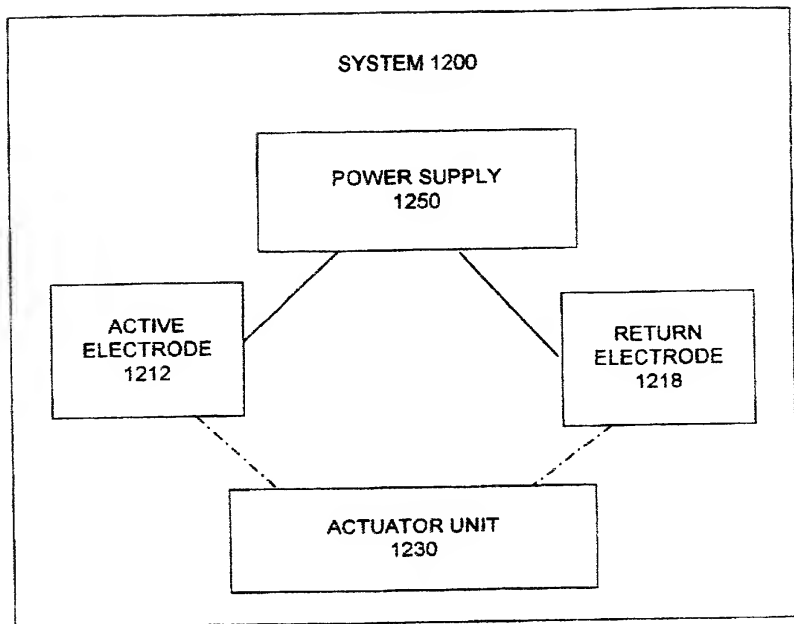 SYSTEM 1200
POWER SUPPLY
1250
ACTIVE
ELECTRODE
1212
RETURN
ELECTRODE
1218
ACTUATOR UNIT
1230